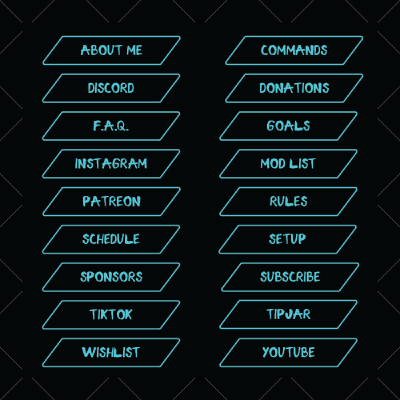 ABOUT ME
DISCORD
F.A.Q.
INSTAGRAM
PATREON
SCHEDULE
SPONSORS
TIKTOK
WISHLIST
COMMANDS
DONATIONS
GOALS
MOD LIST
RULES
SETUP
SUBSCRIBE
TIPJAR
YOUTUBE